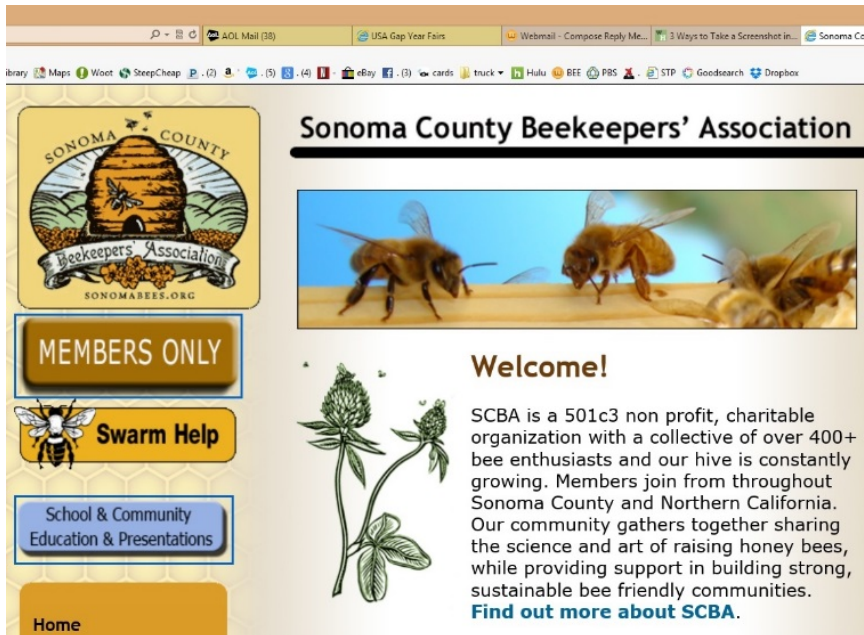 AOL Mail (38) USA Gap Year Fairs Webmail - Compose Reply Me... 3 Ways to Take a Screenshot in... Sonoma Co
ibrary Maps Woot SteepCheap P . (2) a . (5) 8 . (4) N - eBay f . (3) cards truck h Hulu BEE PBS . STP Goodsearch Dropbox
SONOMA COUNTY
Beekeepers' Association
SONOMABEES.ORG
Sonoma County Beekeepers' Association
MEMBERS ONLY
Swarm Help
School & Community
Education & Presentations
Home
Welcome!
SCBA is a 501c3 non profit, charitable
organization with a collective of over 400+
bee enthusiasts and our hive is constantly
growing. Members join from throughout
Sonoma County and Northern California.
Our community gathers together sharing
the science and art of raising honey bees,
while providing support in building strong,
sustainable bee friendly communities.
Find out more about SCBA.